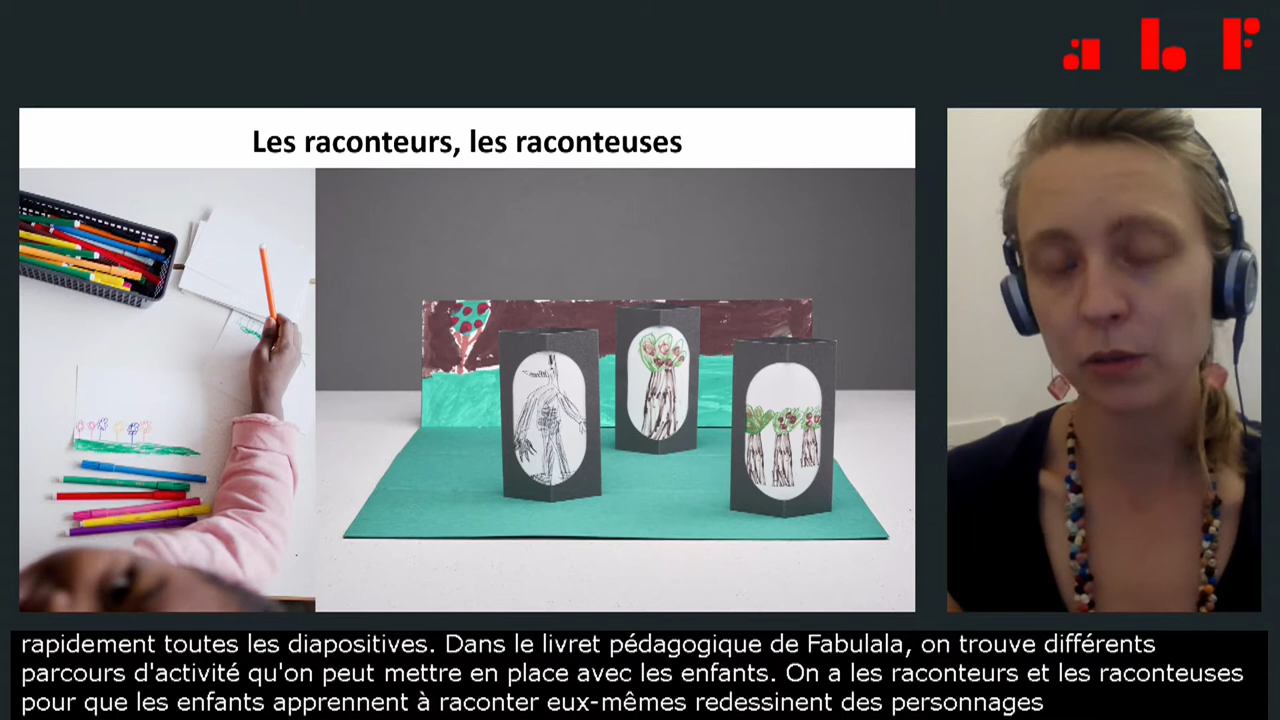 abf
Les raconteurs, les raconteuses
rapidement toutes les diapositives. Dans le livret pédagogique de Fabulala, on trouve différents
parcours d'activité qu'on peut mettre en place avec les enfants. On a les raconteurs et les raconteuses
pour que les enfants apprennent à raconter eux-mêmes redessinent des personnages